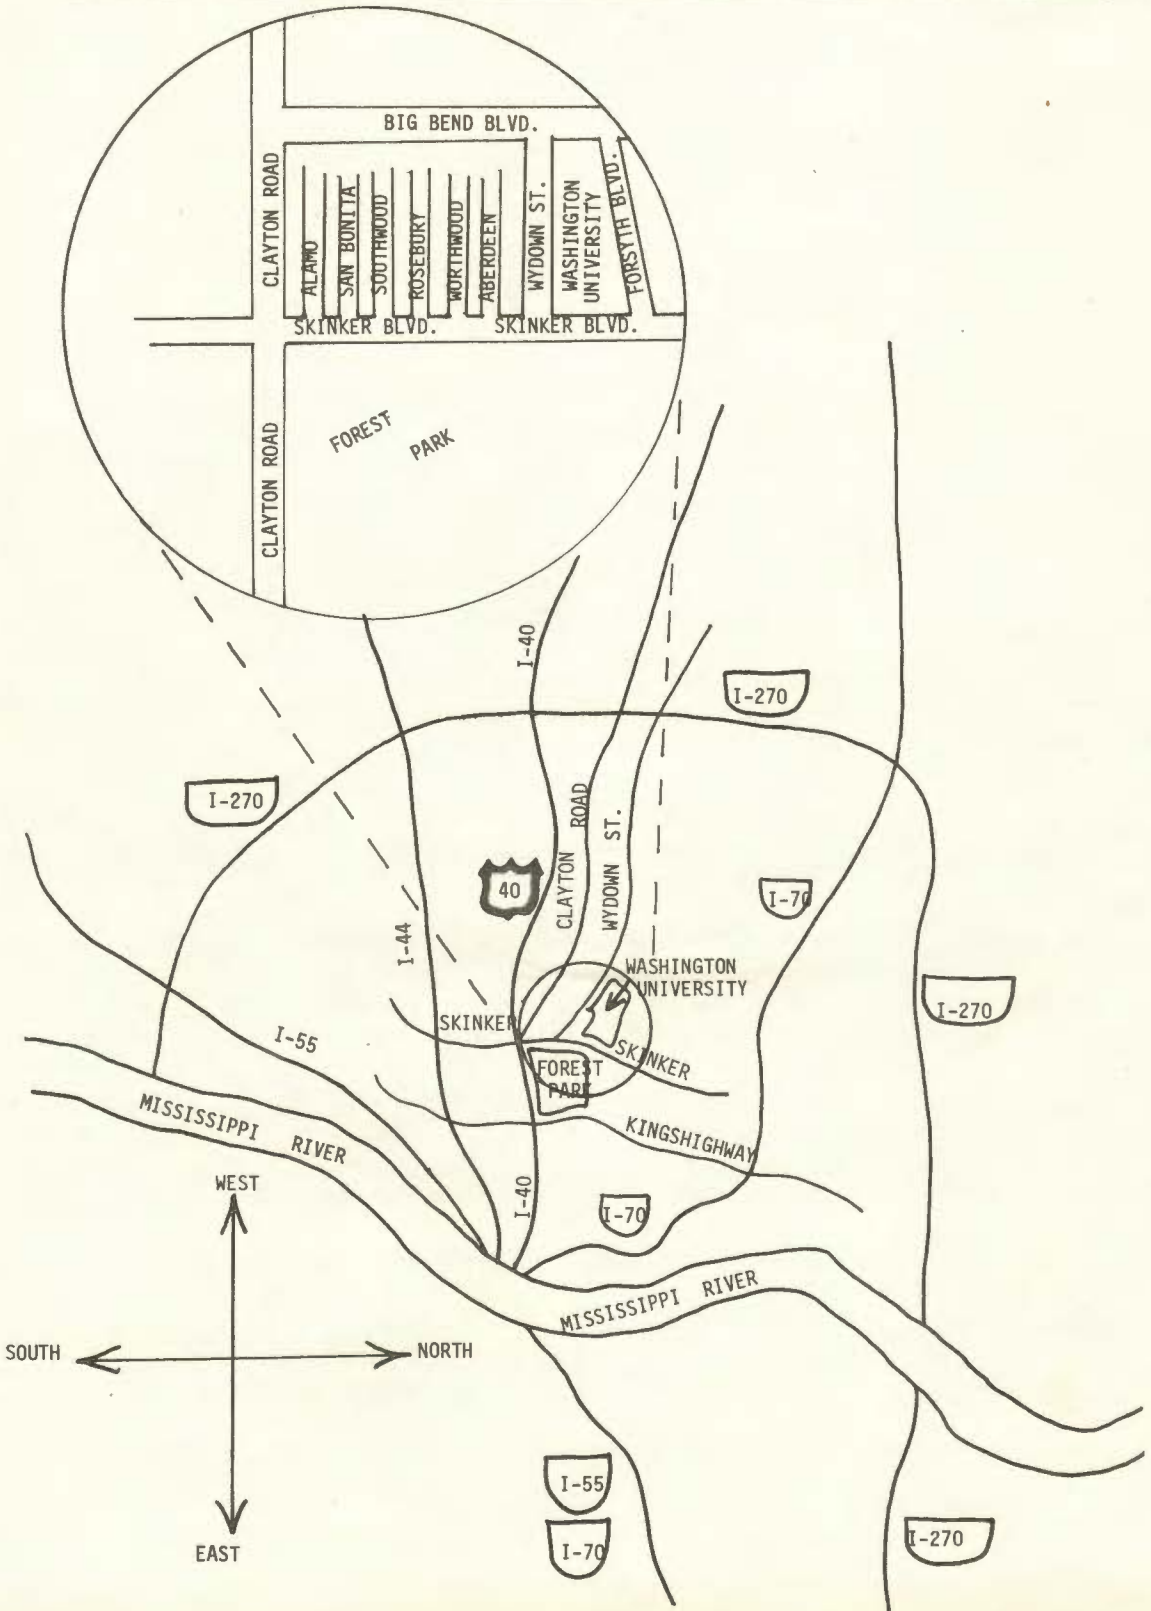 BIG BEND BLVD.
CLAYTON ROAD
ALAMO
SAN BONITA
SOUTHWOOD
ROSEBURY
WORTHWOOD
ABERDEEN
WYDOWN ST.
WASHINGTON
UNIVERSITY
FORSYTH BLVD.
SKINKER BLVD.
SKINKER BLVD.
FOREST
PARK
CLAYTON ROAD
I-40
I-270
I-270
CLAYTON ROAD
WYDOWN ST.
40
I-70
I-44
WASHINGTON
UNIVERSITY
I-270
SKINKER
I-55
SKINKER
FOREST
PARK
MISSISSIPPI RIVER
KINGSHIGHWAY
WEST
I-40
I-70
MISSISSIPPI RIVER
SOUTH
NORTH
I-55
I-70
I-270
EAST